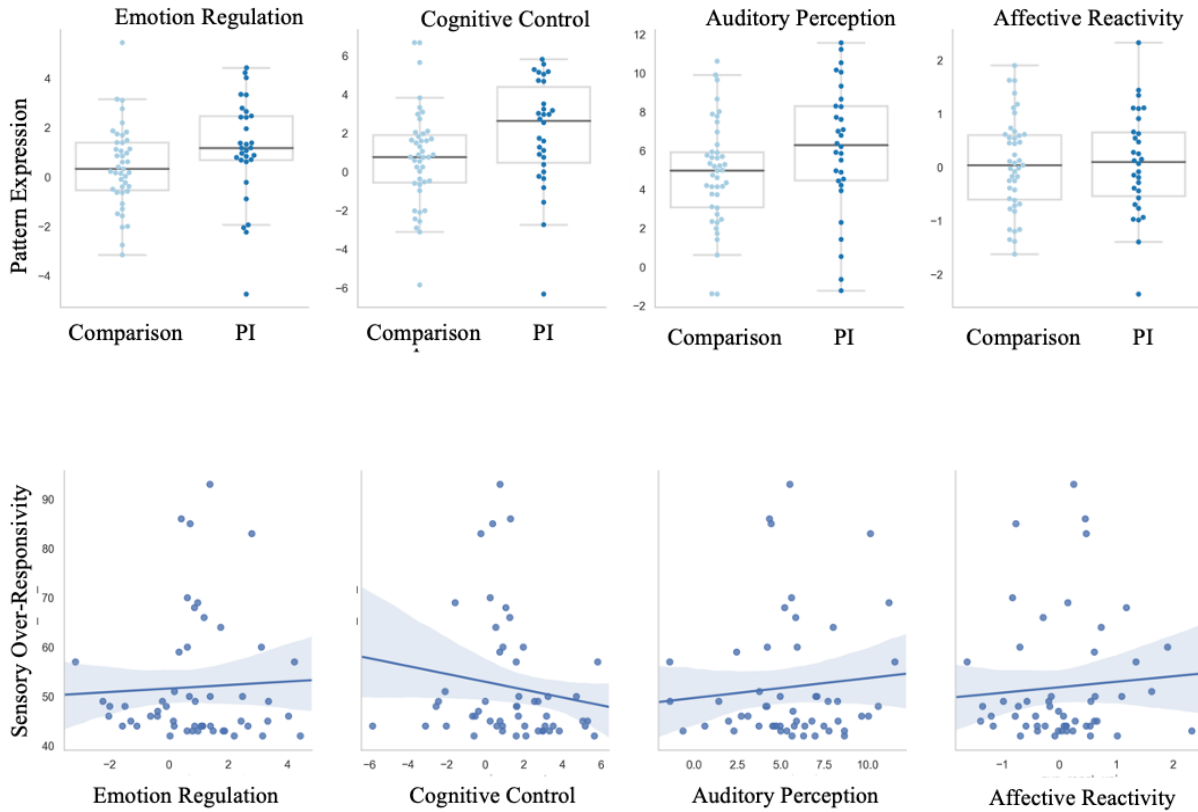 Emotion Regulation
Cognitive Control
Auditory Perception
Affective Reactivity
Pattern Expression
4
2
0
−2
−4
6
4
2
0
−2
−4
−6
12
10
8
6
4
2
0
−2
2
1
0
−1
−2
Comparison PI
Comparison PI
Comparison PI
Comparison PI
Sensory Over-Responsivity
90
80
70
60
50
40
−2 0 2 4
−6 −4 −2 0 2 4 6
0.0 2.5 5.0 7.5 10.0
−1 0 1 2
Emotion Regulation
Cognitive Control
Auditory Perception
Affective Reactivity